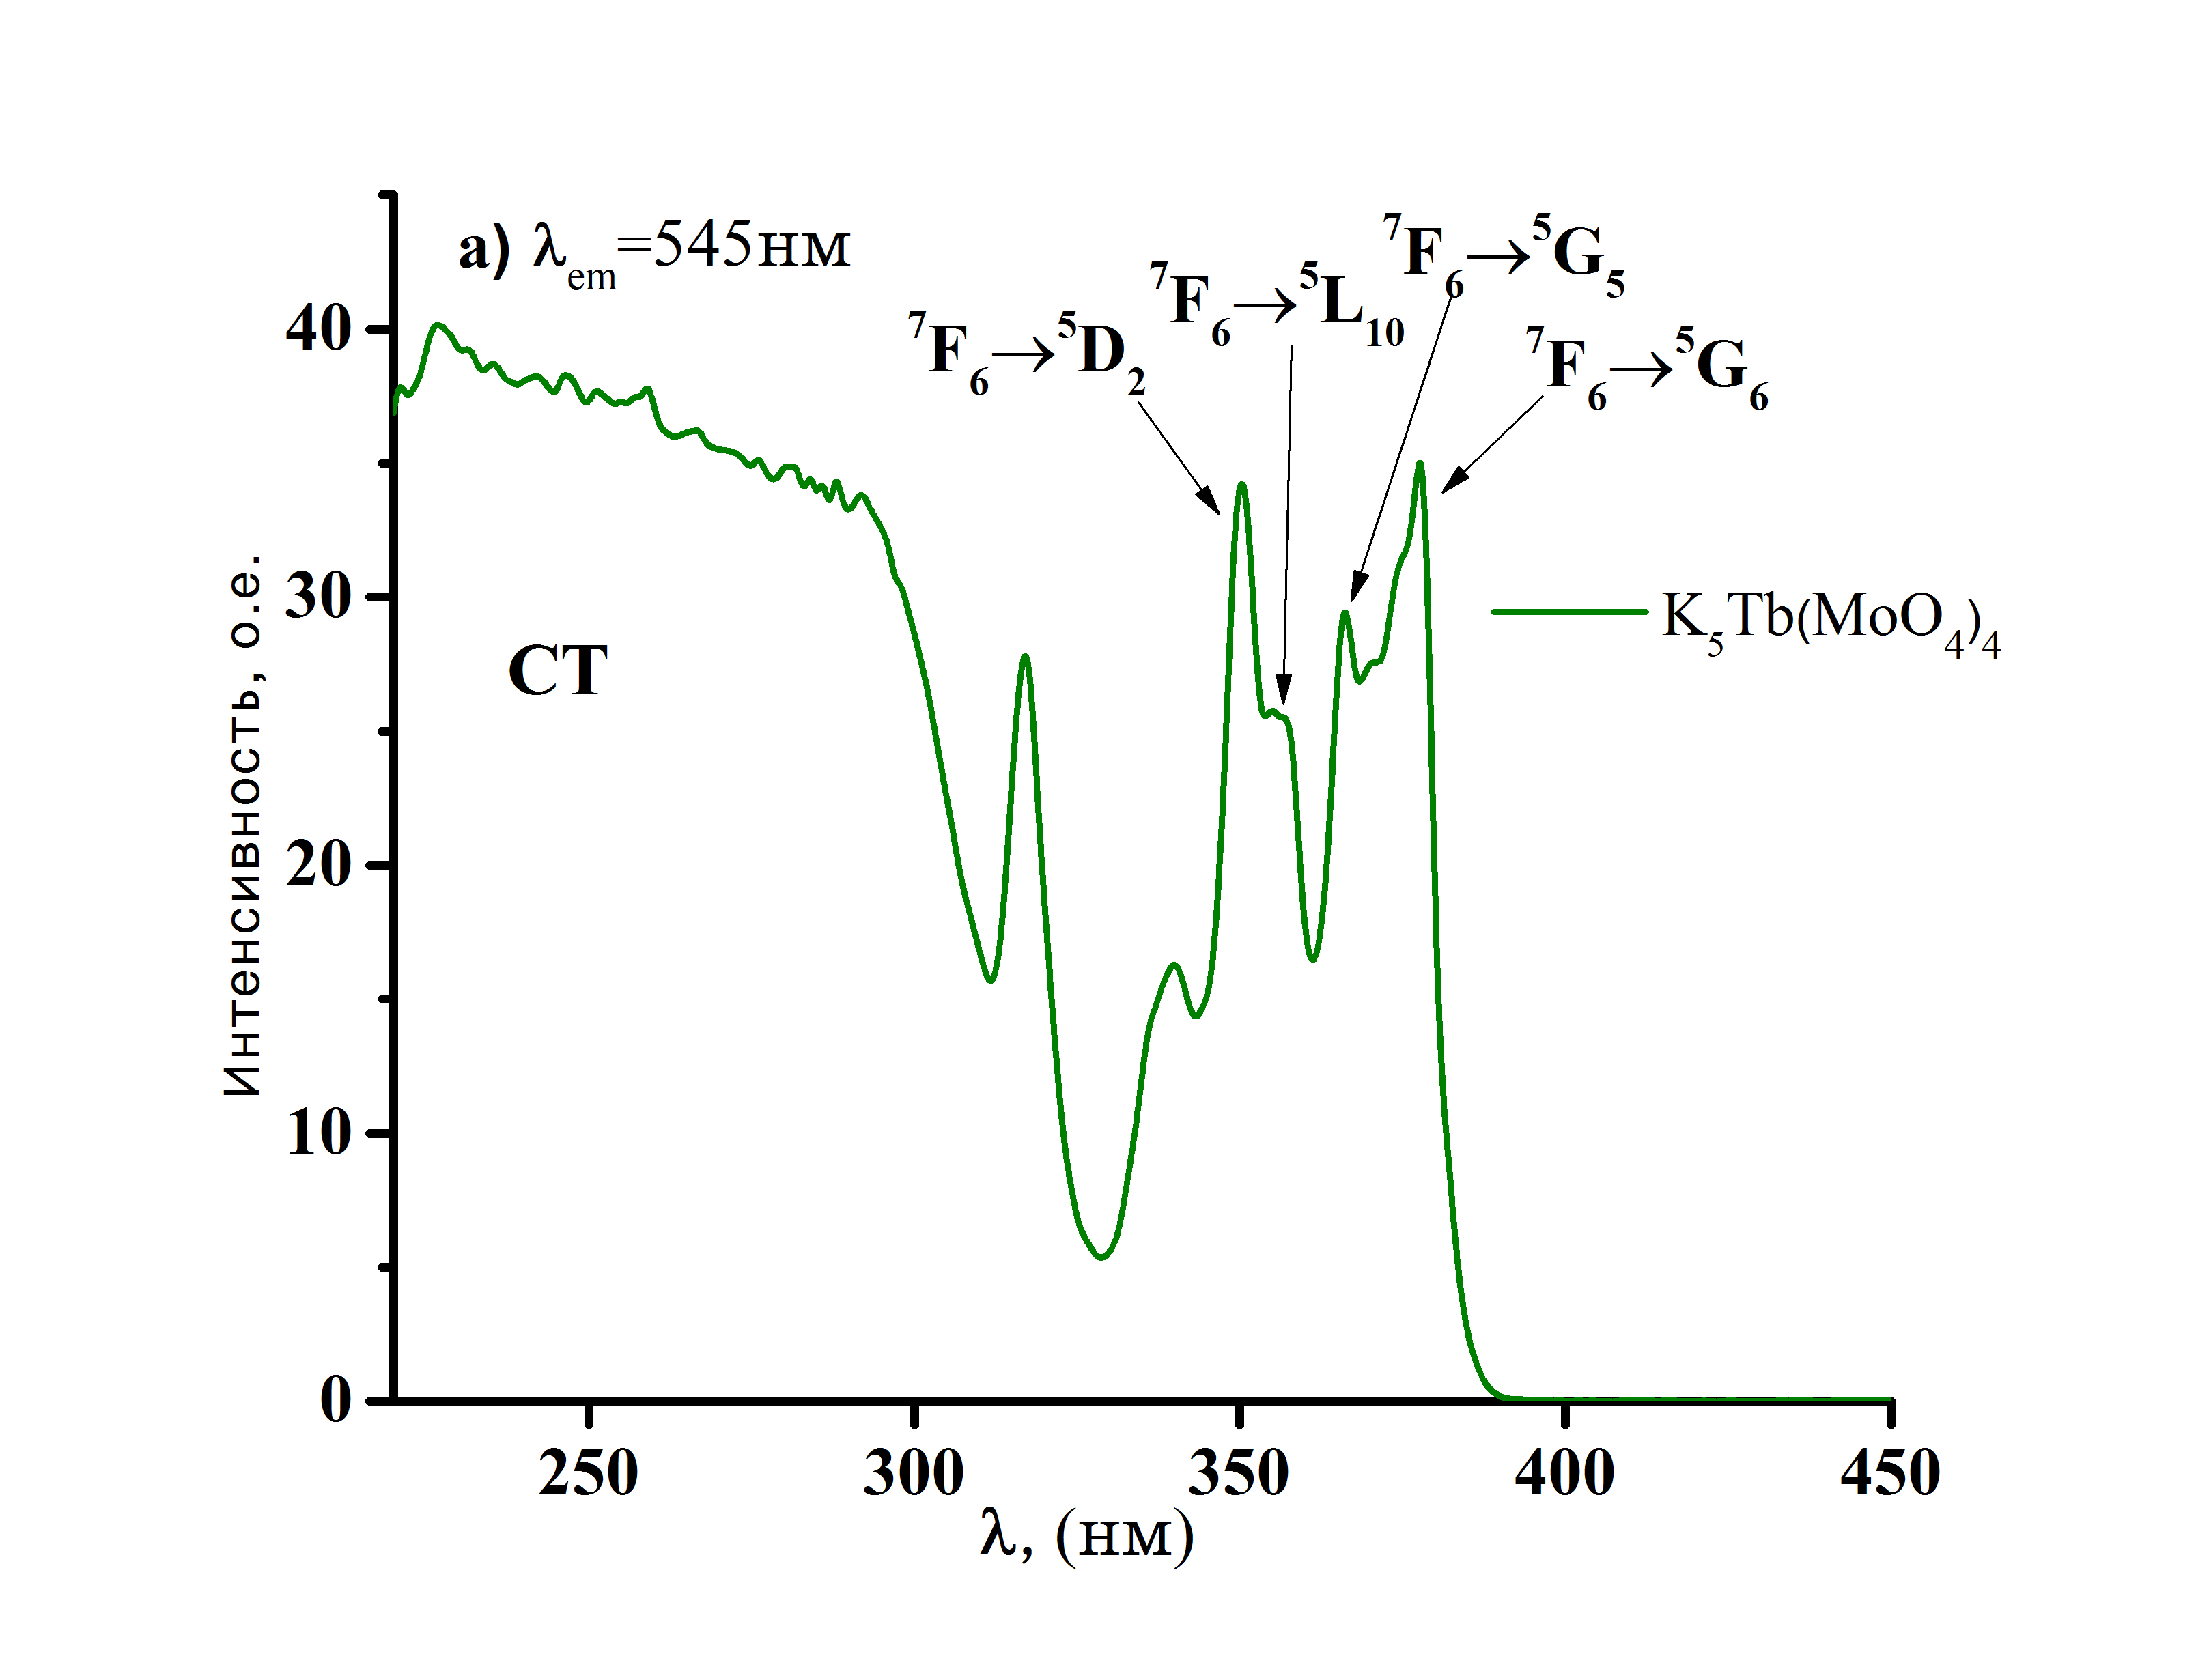 a) λem=545нм
⁷F₆→⁵D₂
⁷F₆→⁵L₁₀
⁷F₆→⁵G₅
⁷F₆→⁵G₆
K₅Tb(MoO₄)₄
CT
Интенсивность, о.е.
40
30
20
10
0
250 300 350 400 450
λ, (нм)